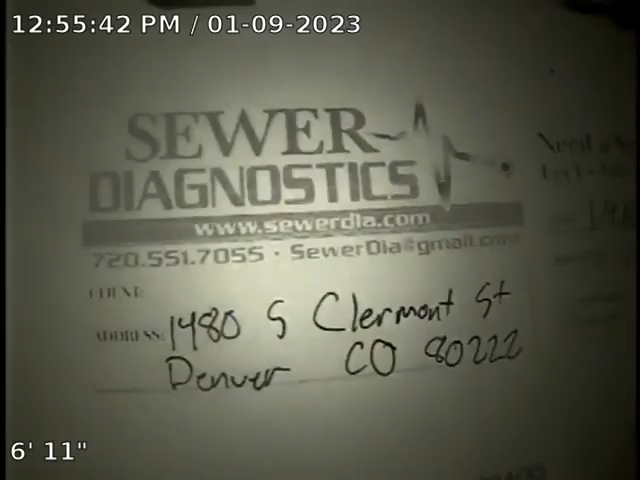 12:55:42 PM / 01-09-2023
SEWER
DIAGNOSTICS
www.sewerdia.com
720.551.7055 · SewerDia@gmail.com
CLIENT:
ADDRESS: 1480 S Clermont St
Denver CO 80222
Need a
6' 11"